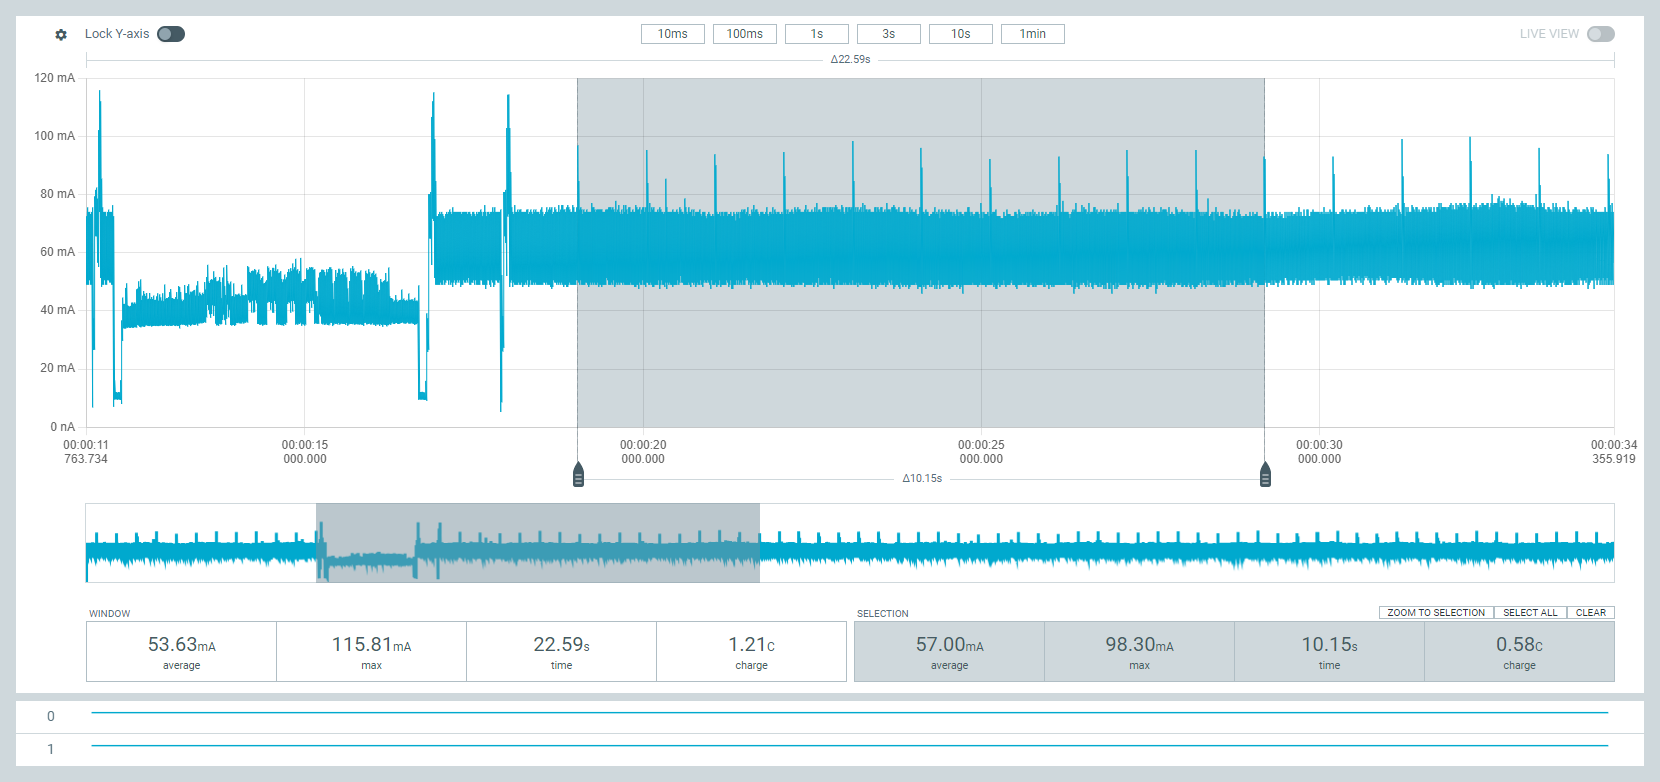 Lock Y-axis
10ms 100ms 1s 3s 10s 1min
LIVE VIEW
Δ22.59s
120 mA
100 mA
80 mA
60 mA
40 mA
20 mA
0 nA
00:00:11 00:00:15 00:00:20 00:00:25 00:00:30 00:00:34
763.734 000.000 000.000 000.000 000.000 355.919
Δ10.15s
WINDOW
53.63mA 115.81mA 22.59s 1.21C
average max time charge
SELECTION
ZOOM TO SELECTION SELECT ALL CLEAR
57.00mA 98.30mA 10.15s 0.58C
average max time charge
0
1